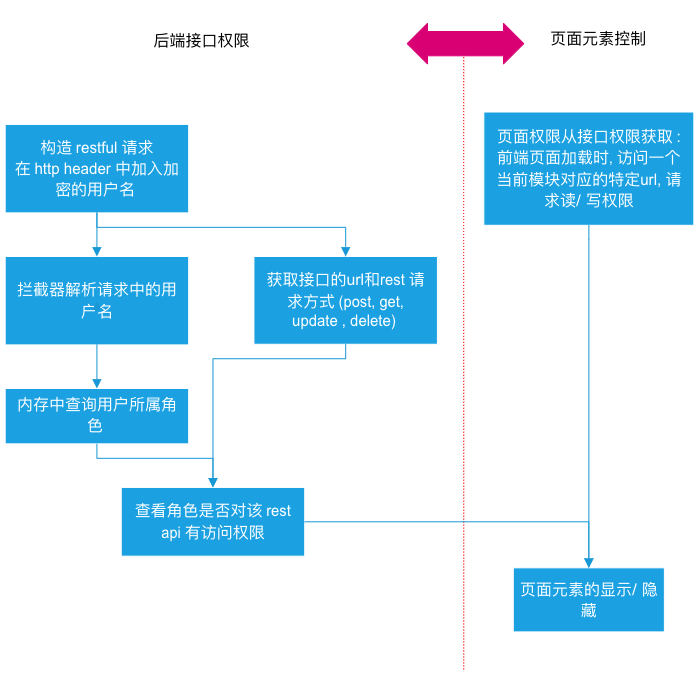 后端接口权限
页面元素控制
构造 restful 请求
在 http header 中加入加
密的用户名
页面权限从接口权限获取 :
前端页面加载时, 访问一个
当前模块对应的特定url, 请
求读/ 写权限
拦截器解析请求中的用
户名
获取接口的url和rest 请
求方式 (post, get,
update , delete)
内存中查询用户所属角
色
查看角色是否对该 rest
api 有访问权限
页面元素的显示/ 隐
藏